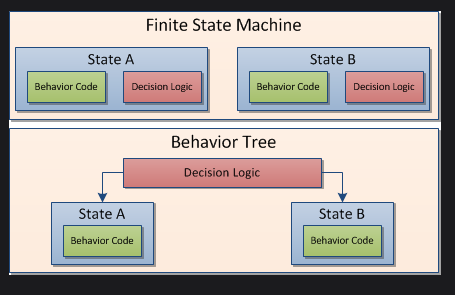 Finite State Machine
State A
Behavior Code
Decision Logic
State B
Behavior Code
Decision Logic
Behavior Tree
Decision Logic
State A
Behavior Code
State B
Behavior Code